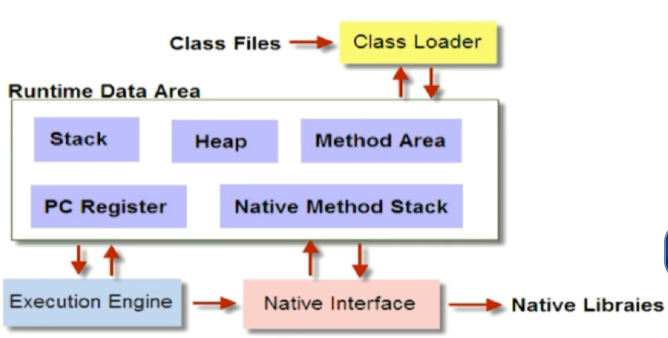 Class Files
Class Loader
Runtime Data Area
Stack
Heap
Method Area
PC Register
Native Method Stack
Execution Engine
Native Interface
Native Libraies